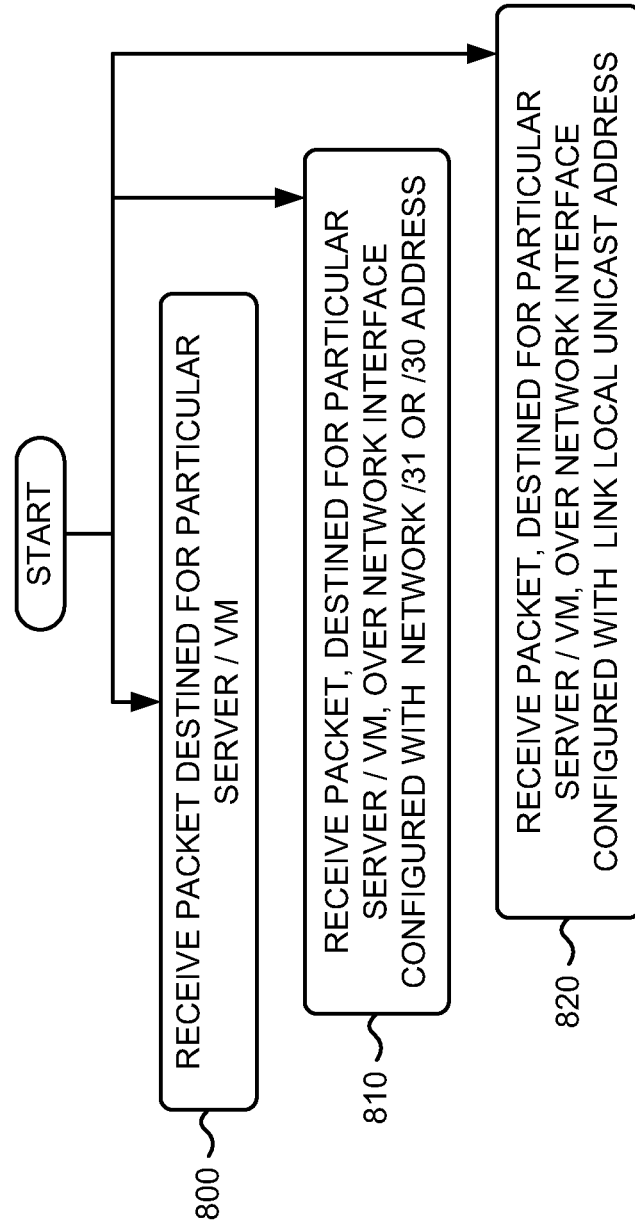 START
RECEIVE PACKET DESTINED FOR PARTICULAR
SERVER / VM
800
RECEIVE PACKET, DESTINED FOR PARTICULAR
SERVER / VM, OVER NETWORK INTERFACE
CONFIGURED WITH NETWORK /31 OR /30 ADDRESS
810
RECEIVE PACKET, DESTINED FOR PARTICULAR
SERVER / VM, OVER NETWORK INTERFACE
CONFIGURED WITH LINK LOCAL UNICAST ADDRESS
820